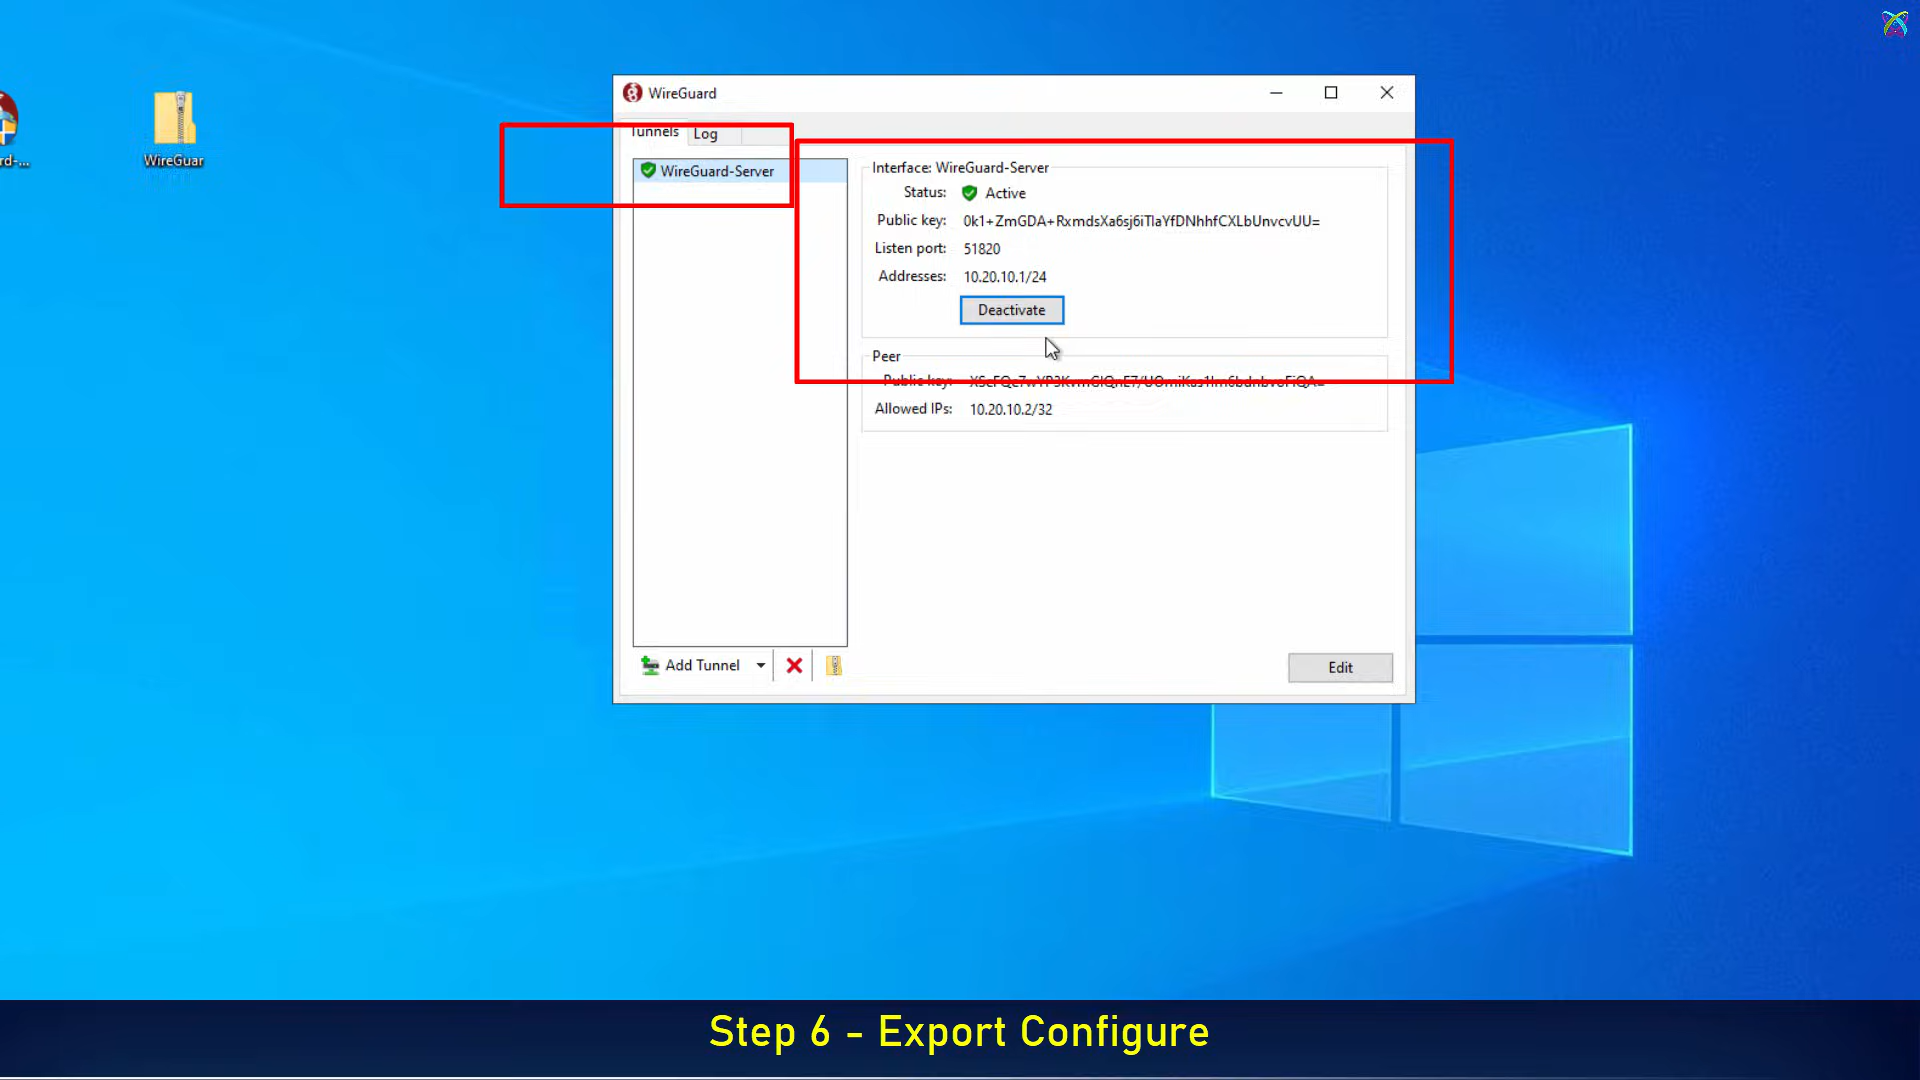 WireGuard
Tunnels
Log
WireGuard-Server
Interface: WireGuard-Server
Status: Active
Public key: 0k1+ZmGDA+RxmdsXa6sj6iTlaYfDNhhfCXLbUnvcvUU=
Listen port: 51820
Addresses: 10.20.10.1/24
Deactivate
Peer
Public key:
Allowed IPs: 10.20.10.2/32
Add Tunnel
Edit
rd-...
WireGuar
Step 6 - Export Configure